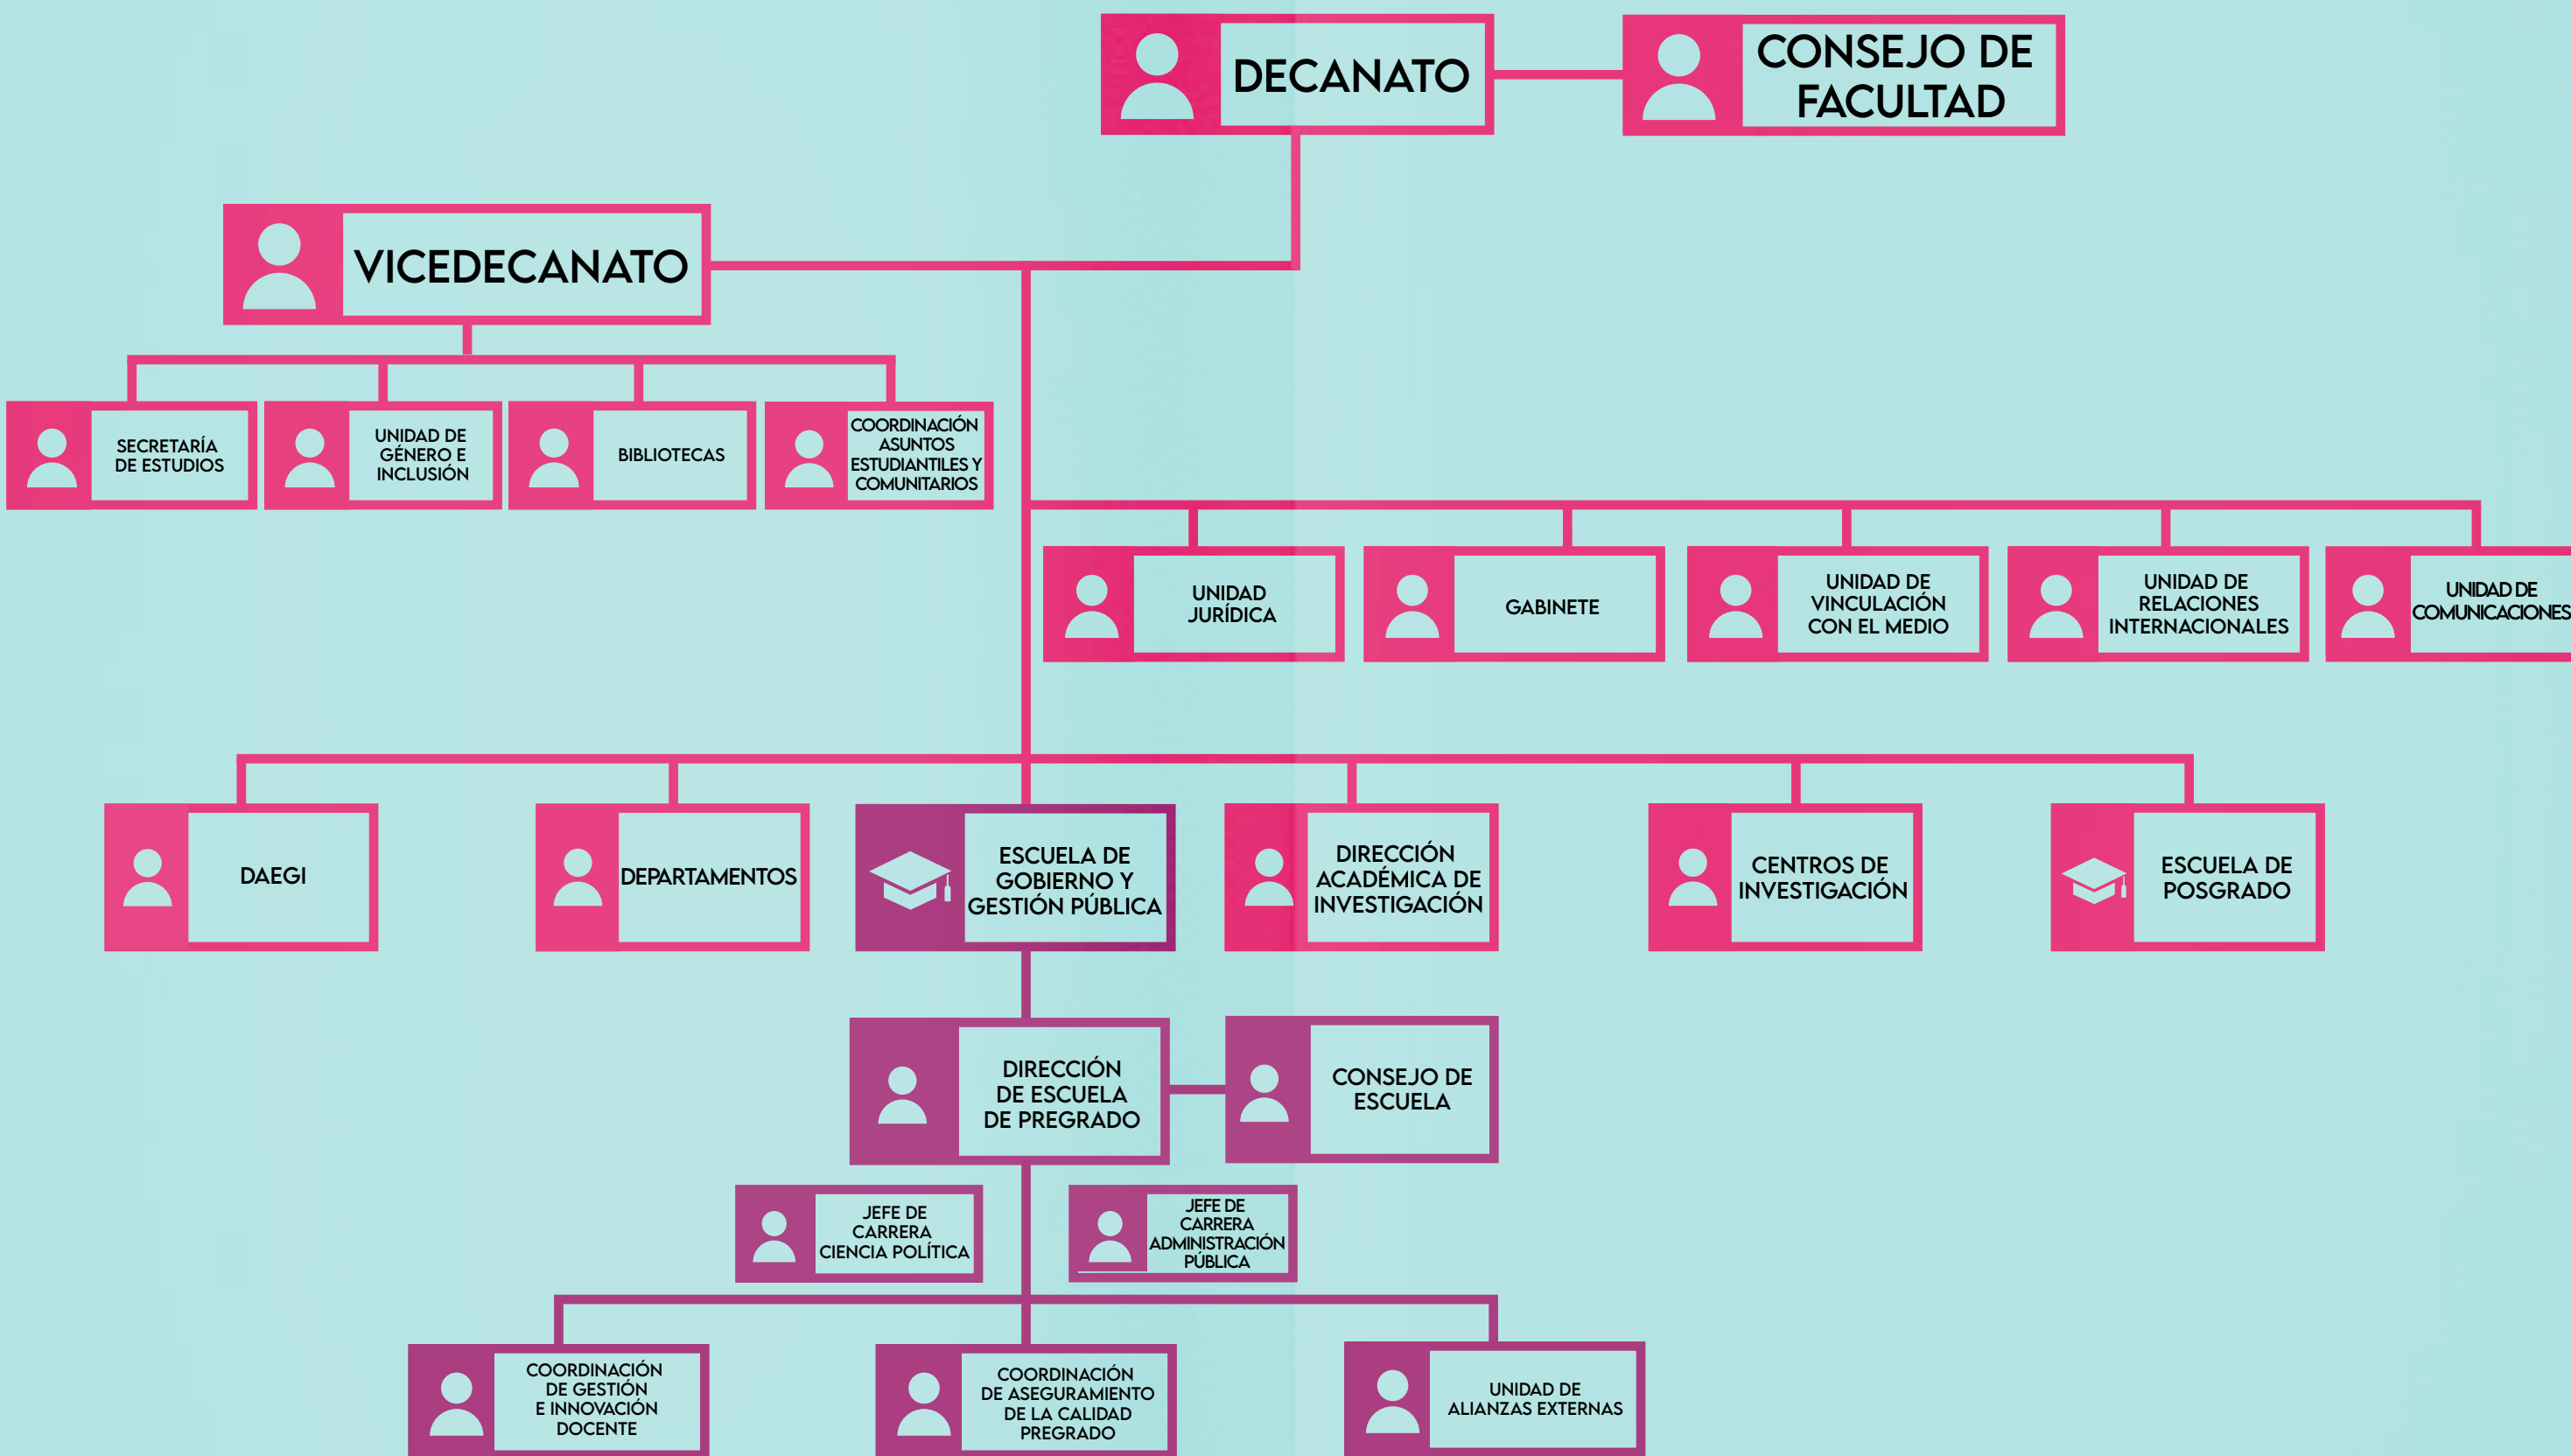 DECANATO
CONSEJO DE
FACULTAD
VICEDECANATO
SECRETARÍA
DE ESTUDIOS
UNIDAD DE
GÉNERO E
INCLUSIÓN
BIBLIOTECAS
COORDINACIÓN
ASUNTOS
ESTUDIANTILES Y
COMUNITARIOS
UNIDAD
JURÍDICA
GABINETE
UNIDAD DE
VINCULACIÓN
CON EL MEDIO
UNIDAD DE
RELACIONES
INTERNACIONALES
UNIDAD DE
COMUNICACIONES
DAEGI
DEPARTAMENTOS
ESCUELA DE
GOBIERNO Y
GESTIÓN PÚBLICA
DIRECCIÓN
ACADÉMICA DE
INVESTIGACIÓN
CENTROS DE
INVESTIGACIÓN
ESCUELA DE
POSGRADO
DIRECCIÓN
DE ESCUELA
DE PREGRADO
CONSEJO DE
ESCUELA
JEFE DE
CARRERA
CIENCIA POLÍTICA
JEFE DE
CARRERA
ADMINISTRACIÓN
PÚBLICA
COORDINACIÓN
DE GESTIÓN
E INNOVACIÓN
DOCENTE
COORDINACIÓN
DE ASEGURAMIENTO
DE LA CALIDAD
PREGRADO
UNIDAD DE
ALIANZAS EXTERNAS